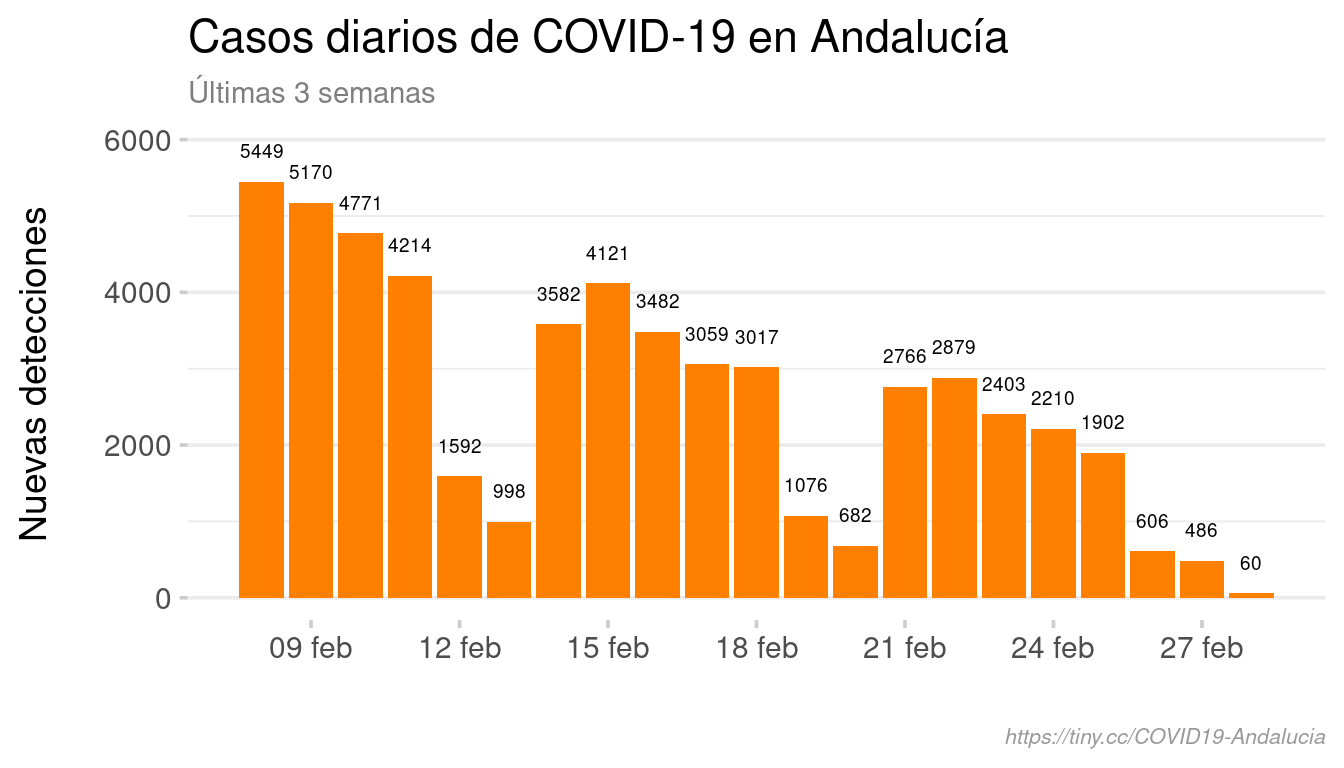 Casos diarios de COVID-19 en Andalucía
Últimas 3 semanas
Nuevas detecciones
6000
4000
2000
0
5449
5170
4771
4214
1592
998
3582
4121
3482
3059
3017
1076
682
2766
2879
2403
2210
1902
606
486
60
09 feb
12 feb
15 feb
18 feb
21 feb
24 feb
27 feb
https://tiny.cc/COVID19-Andalucia